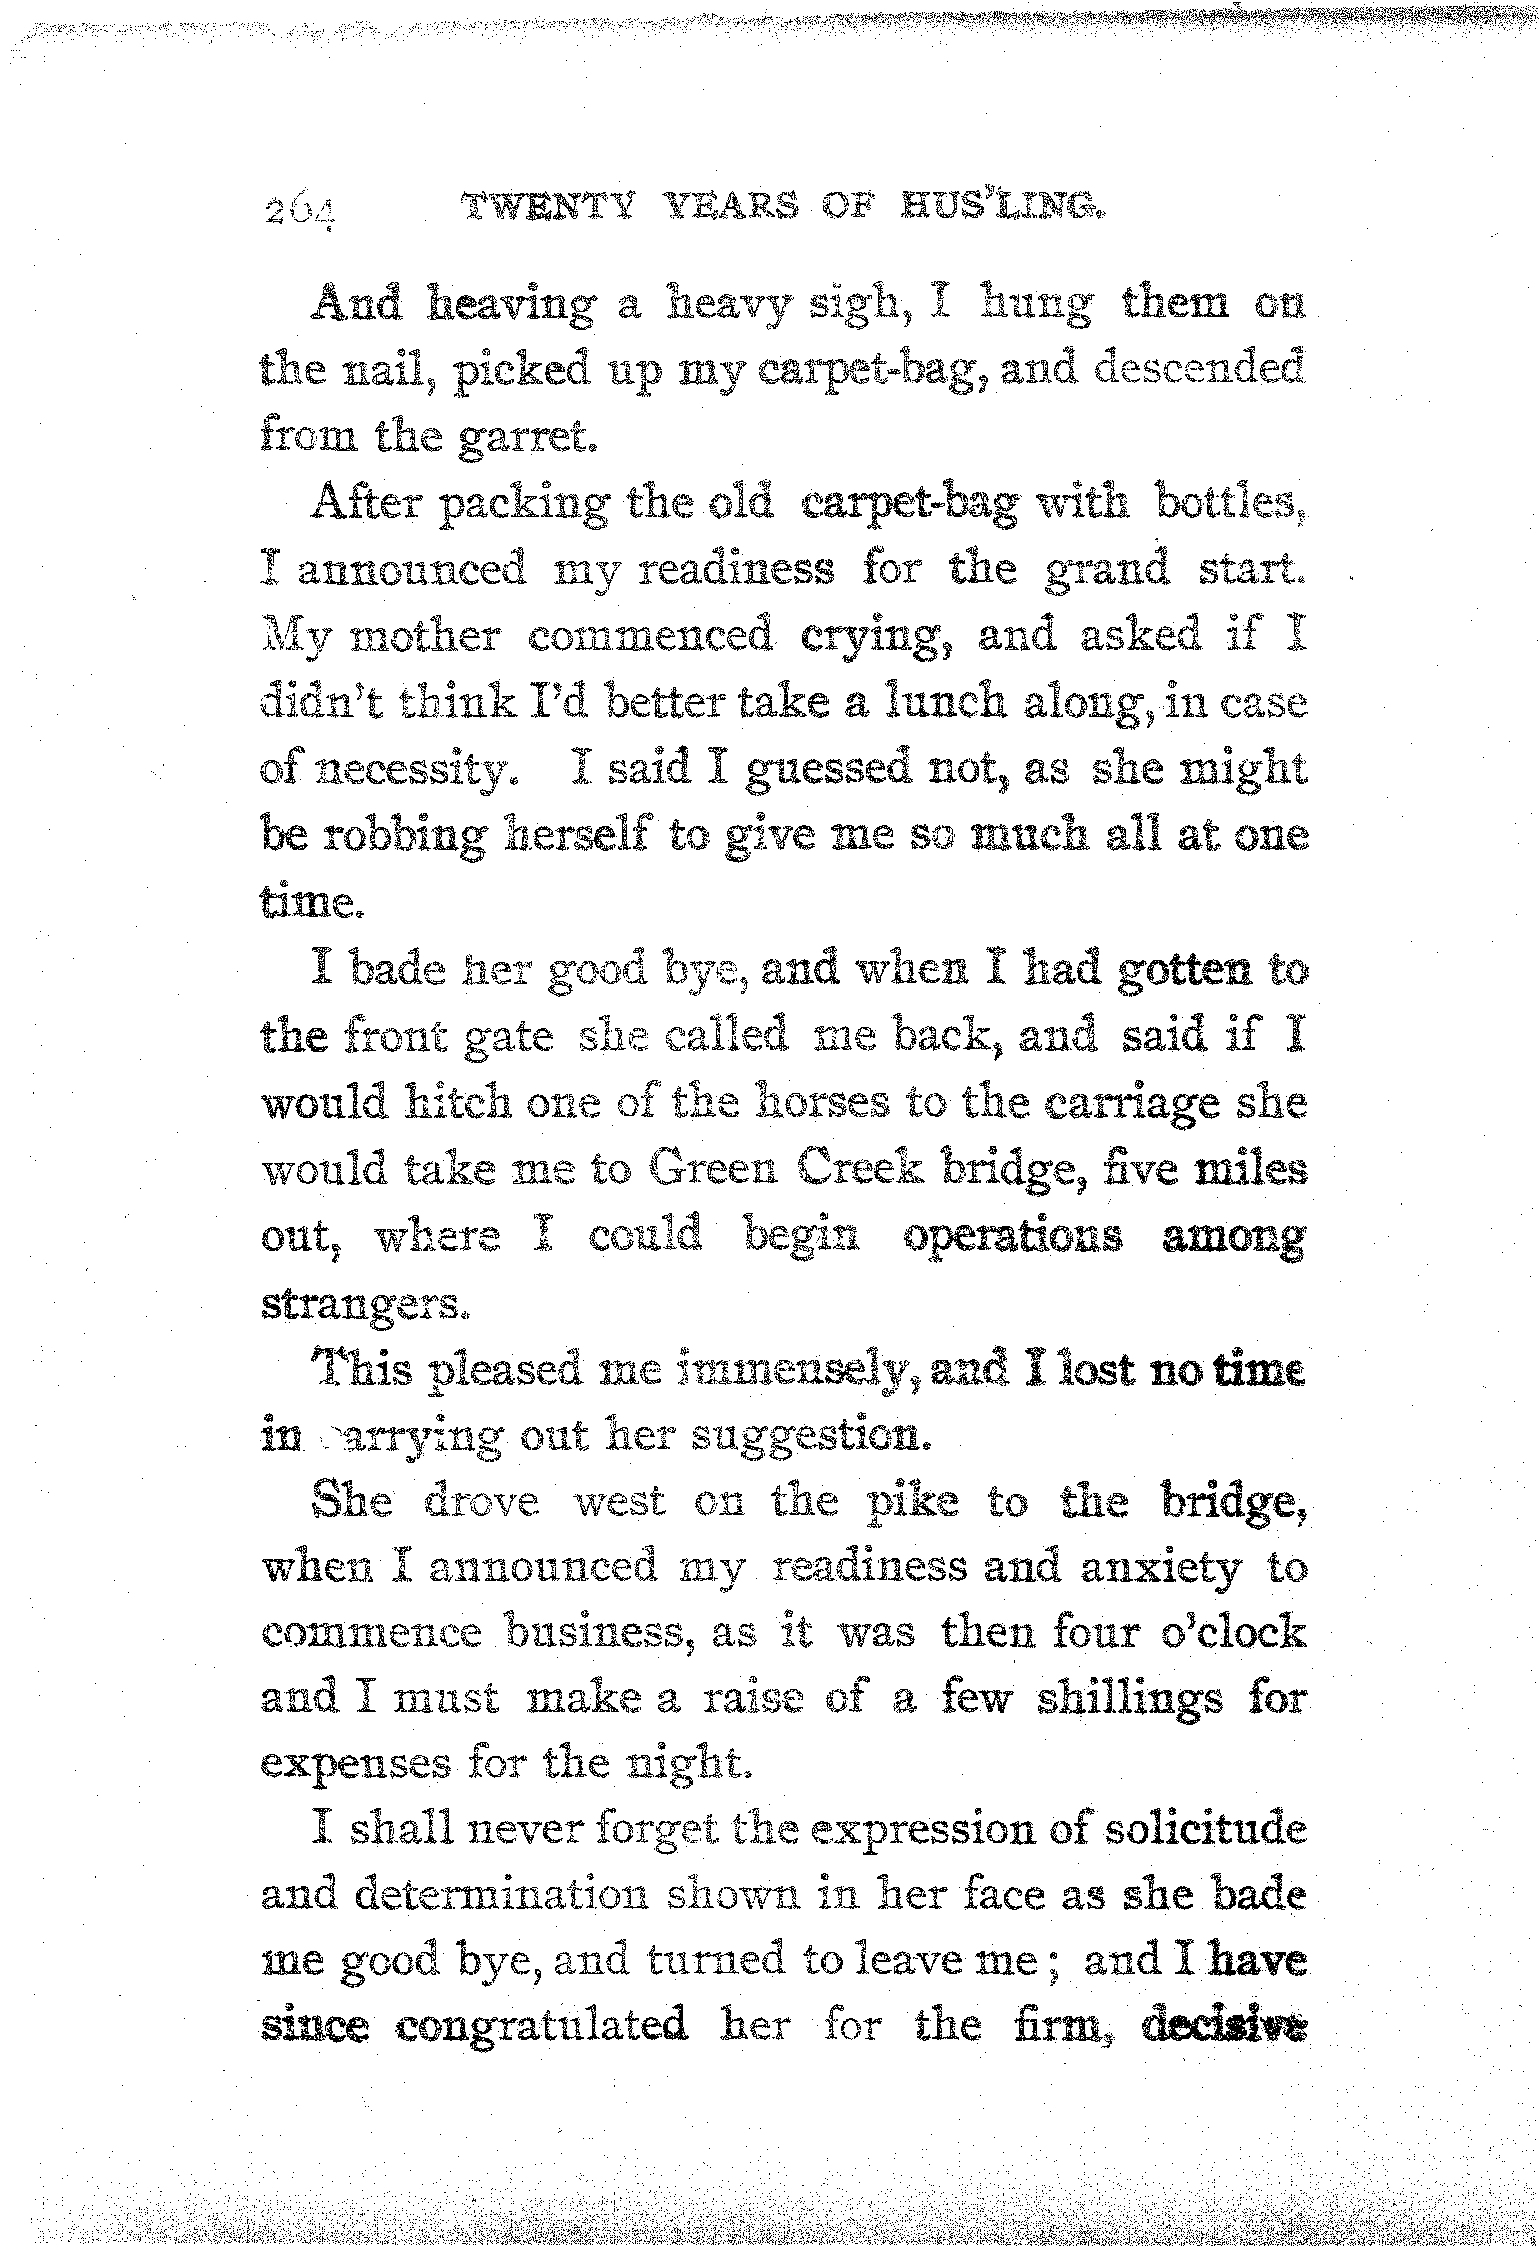 264 TWENTY YEARS OF HUS'LING.
And heaving a heavy sigh, I hung them on
the nail, picked up my carpet-bag, and descended
from the garret.
After packing the old carpet-bag with bottles,
I announced my readiness for the grand start.
My mother commenced crying, and asked if I
didn't think I'd better take a lunch along, in case
of necessity. I said I guessed not, as she might
be robbing herself to give me so much all at one
time.
I bade her good bye, and when I had gotten to
the front gate she called me back, and said if I
would hitch one of the horses to the carriage she
would take me to Green Creek bridge, five miles
out, where I could begin operations among
strangers.
This pleased me immensely, and I lost no time
in carrying out her suggestion.
She drove west on the pike to the bridge,
when I announced my readiness and anxiety to
commence business, as it was then four o'clock
and I must make a raise of a few shillings for
expenses for the night.
I shall never forget the expression of solicitude
and determination shown in her face as she bade
me good bye, and turned to leave me; and I have
since congratulated her for the firm, decisive